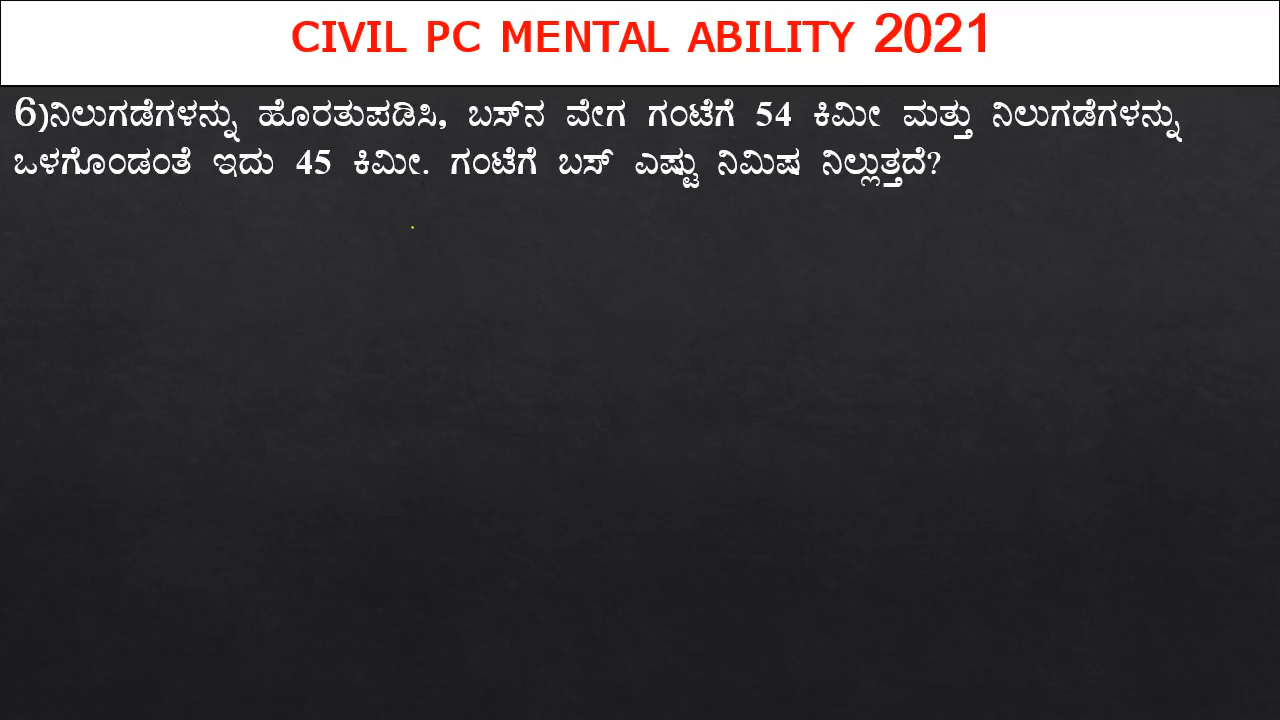 CIVIL PC MENTAL ABILITY 2021
6)ನಿಲುಗಡೆಗಳನ್ನು ಹೊರತುಪಡಿಸಿ, ಬಸ್‌ನ ವೇಗ ಗಂಟೆಗೆ 54 ಕಿಮೀ ಮತ್ತು ನಿಲುಗಡೆಗಳನ್ನು
ಒಳಗೊಂಡಂತೆ ಇದು 45 ಕಿಮೀ. ಗಂಟೆಗೆ ಬಸ್ ಎಷ್ಟು ನಿಮಿಷ ನಿಲ್ಲುತ್ತದೆ?